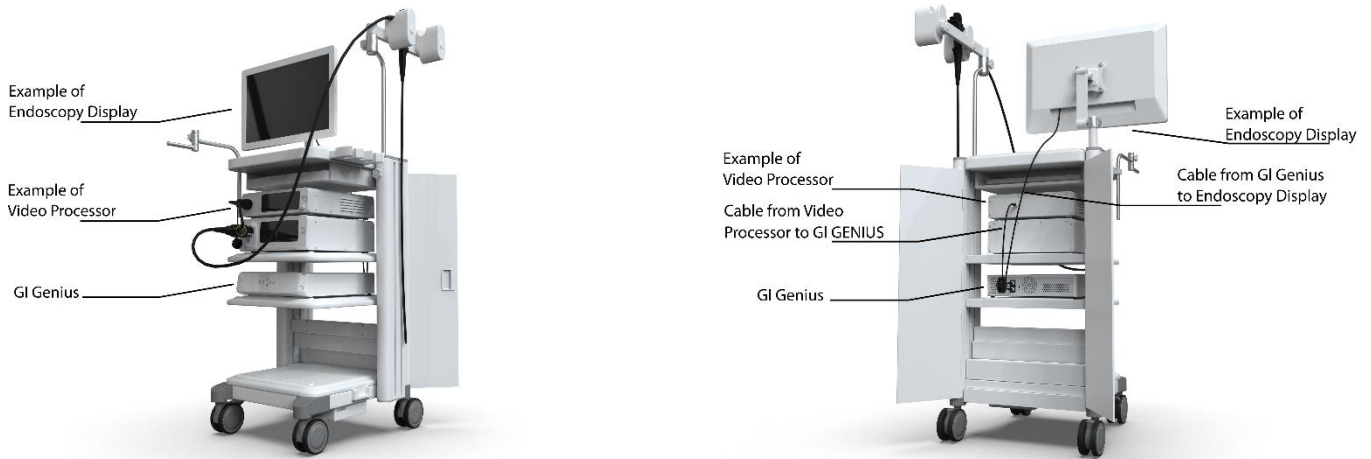 Example of
Endoscopy Display
Example of
Video Processor
GI Genius
Example of
Endoscopy Display
Example of
Video Processor
Cable from GI Genius
to Endoscopy Display
Cable from Video
Processor to GI GENIUS
GI Genius